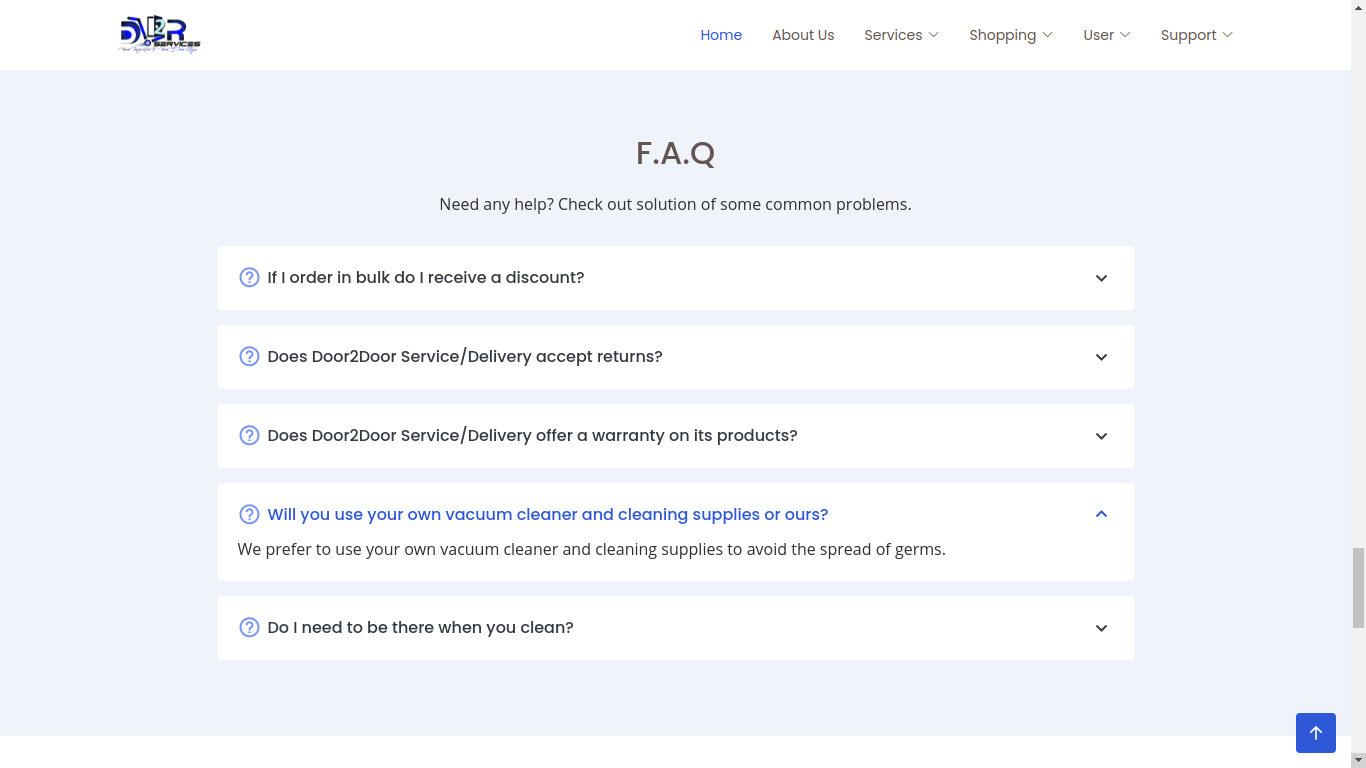 SERVICES
Home
About Us
Services
Shopping
User
Support
F.A.Q
Need any help? Check out solution of some common problems.
If I order in bulk do I receive a discount?
Does Door2Door Service/Delivery accept returns?
Does Door2Door Service/Delivery offer a warranty on its products?
Will you use your own vacuum cleaner and cleaning supplies or ours?
We prefer to use your own vacuum cleaner and cleaning supplies to avoid the spread of germs.
Do I need to be there when you clean?